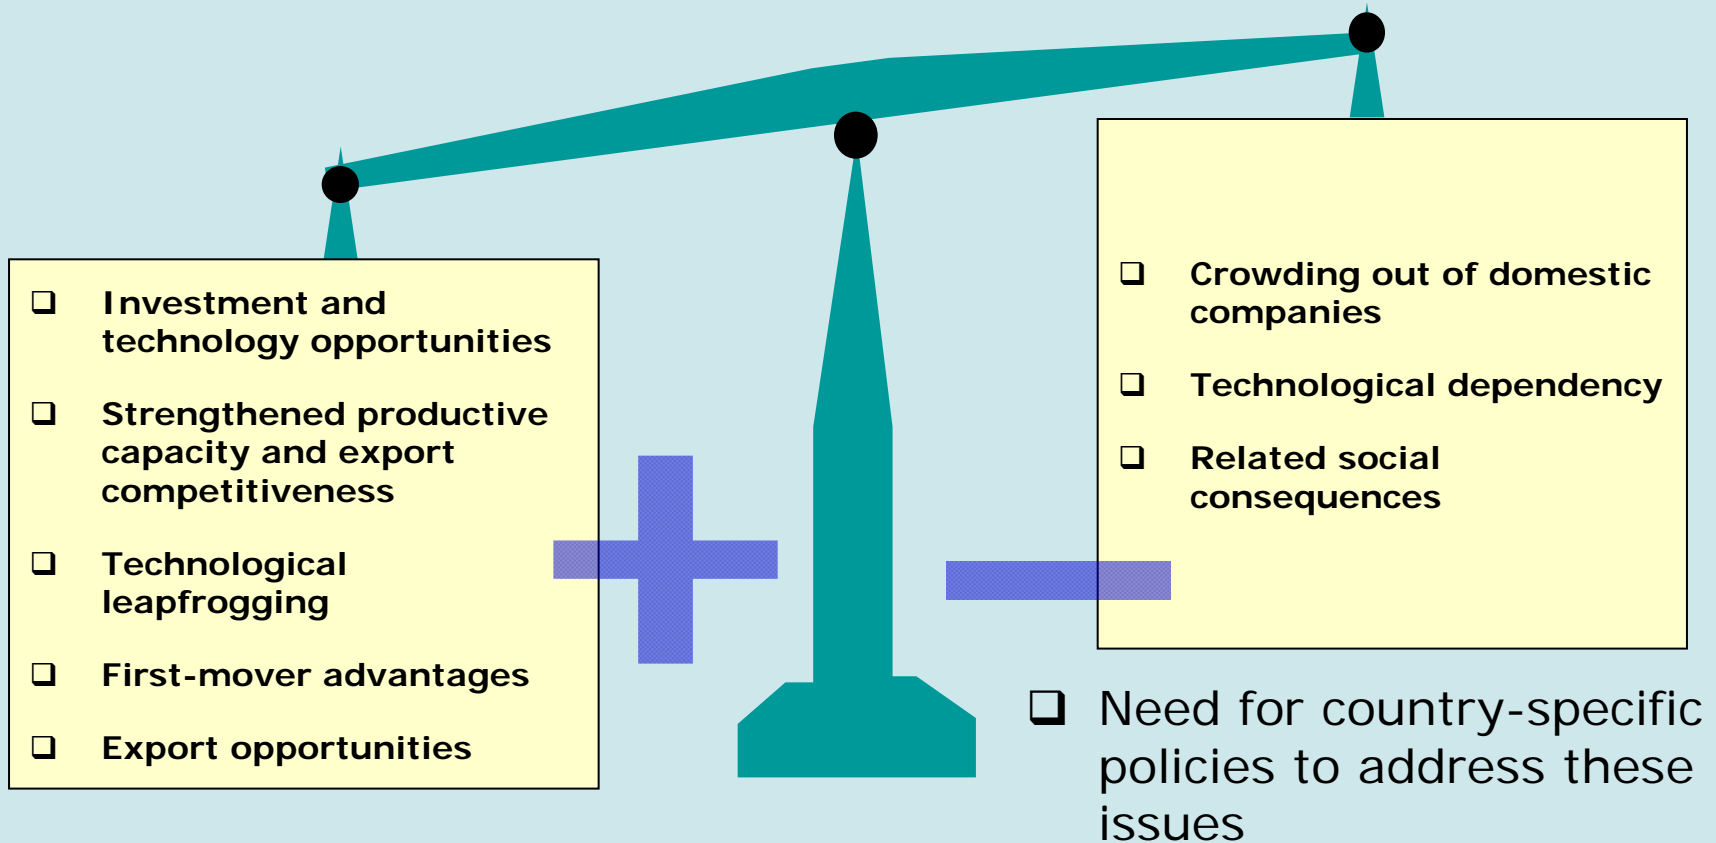 ❑ Investment and
technology opportunities
❑ Strengthened productive
capacity and export
competitiveness
❑ Technological
leapfrogging
❑ First-mover advantages
❑ Export opportunities
❑ Crowding out of domestic
companies
❑ Technological dependency
❑ Related social
consequences
❑ Need for country-specific
policies to address these
issues